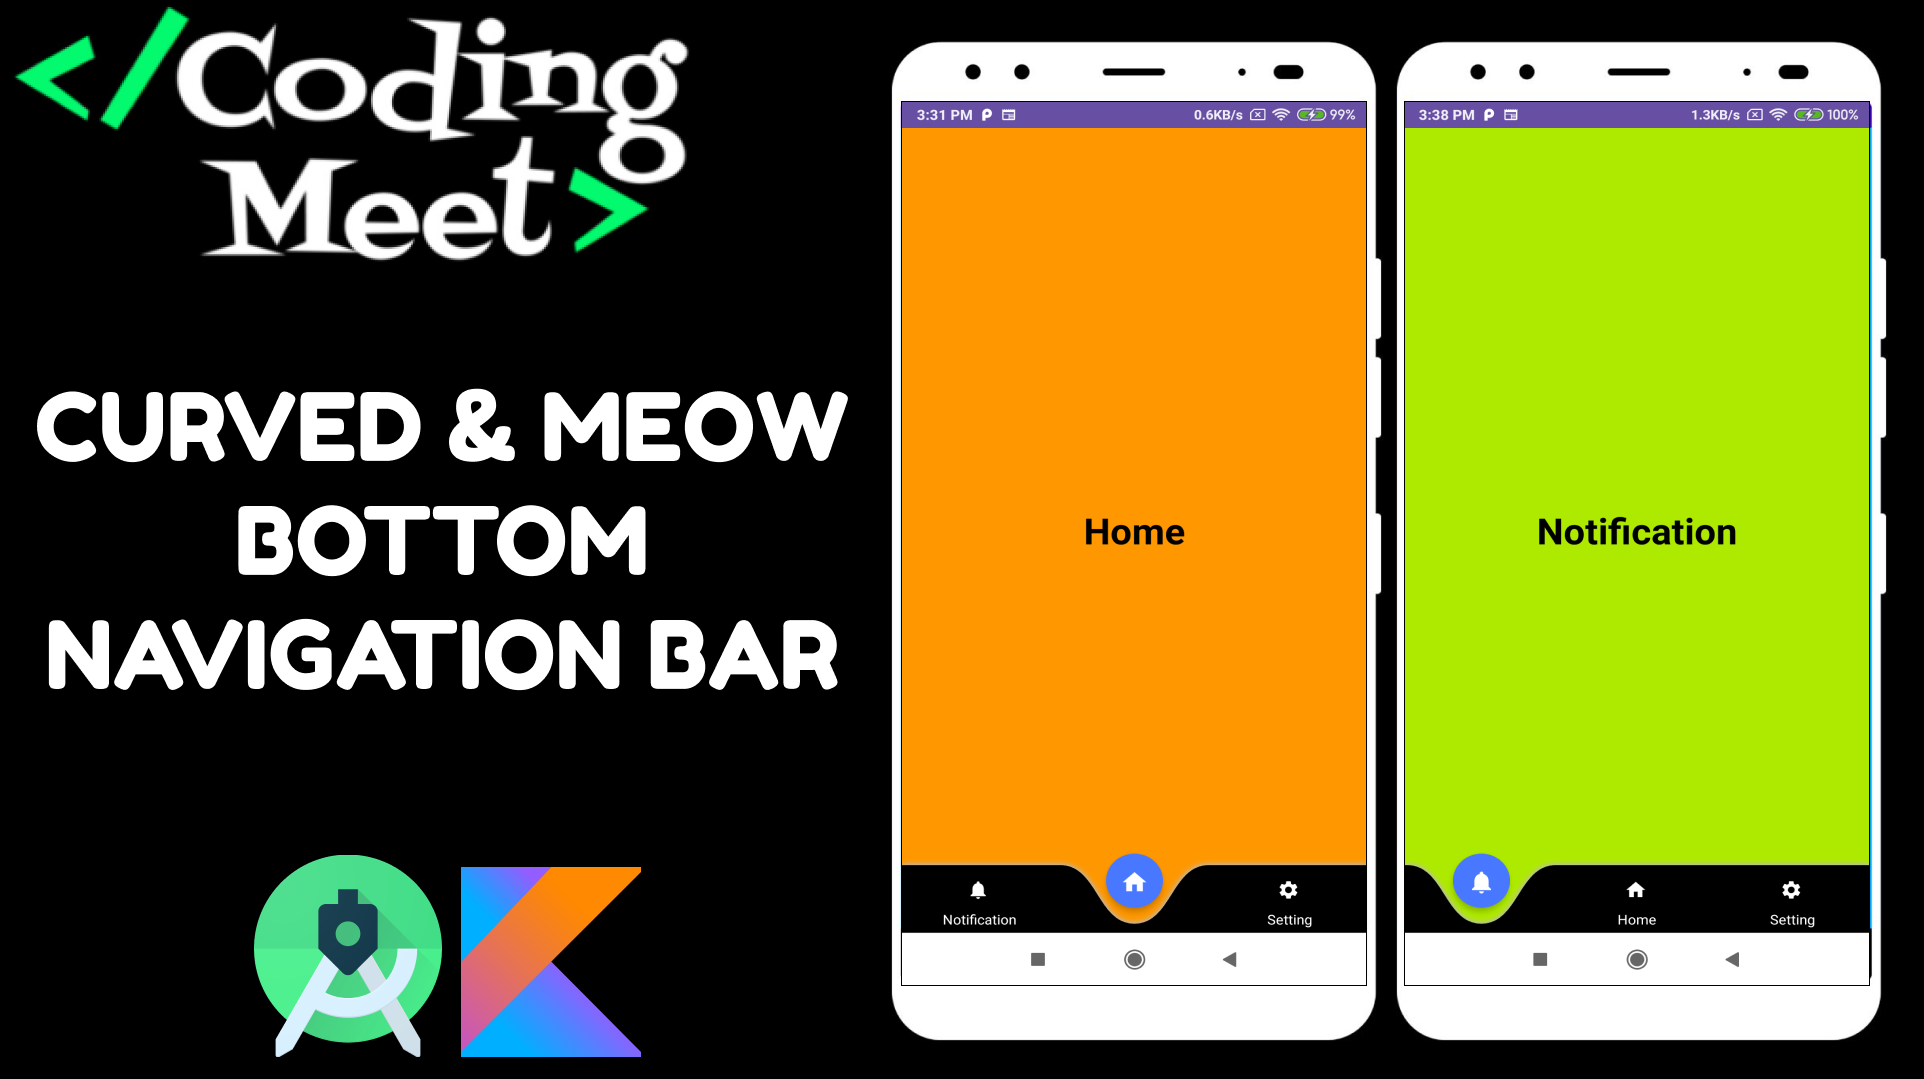 </Coding
Meet>
CURVED & MEOW
BOTTOM
NAVIGATION BAR
3:31 PM 0.6KB/s 99%
Home
Notification Setting
3:38 PM 1.3KB/s 100%
Notification
Home Setting